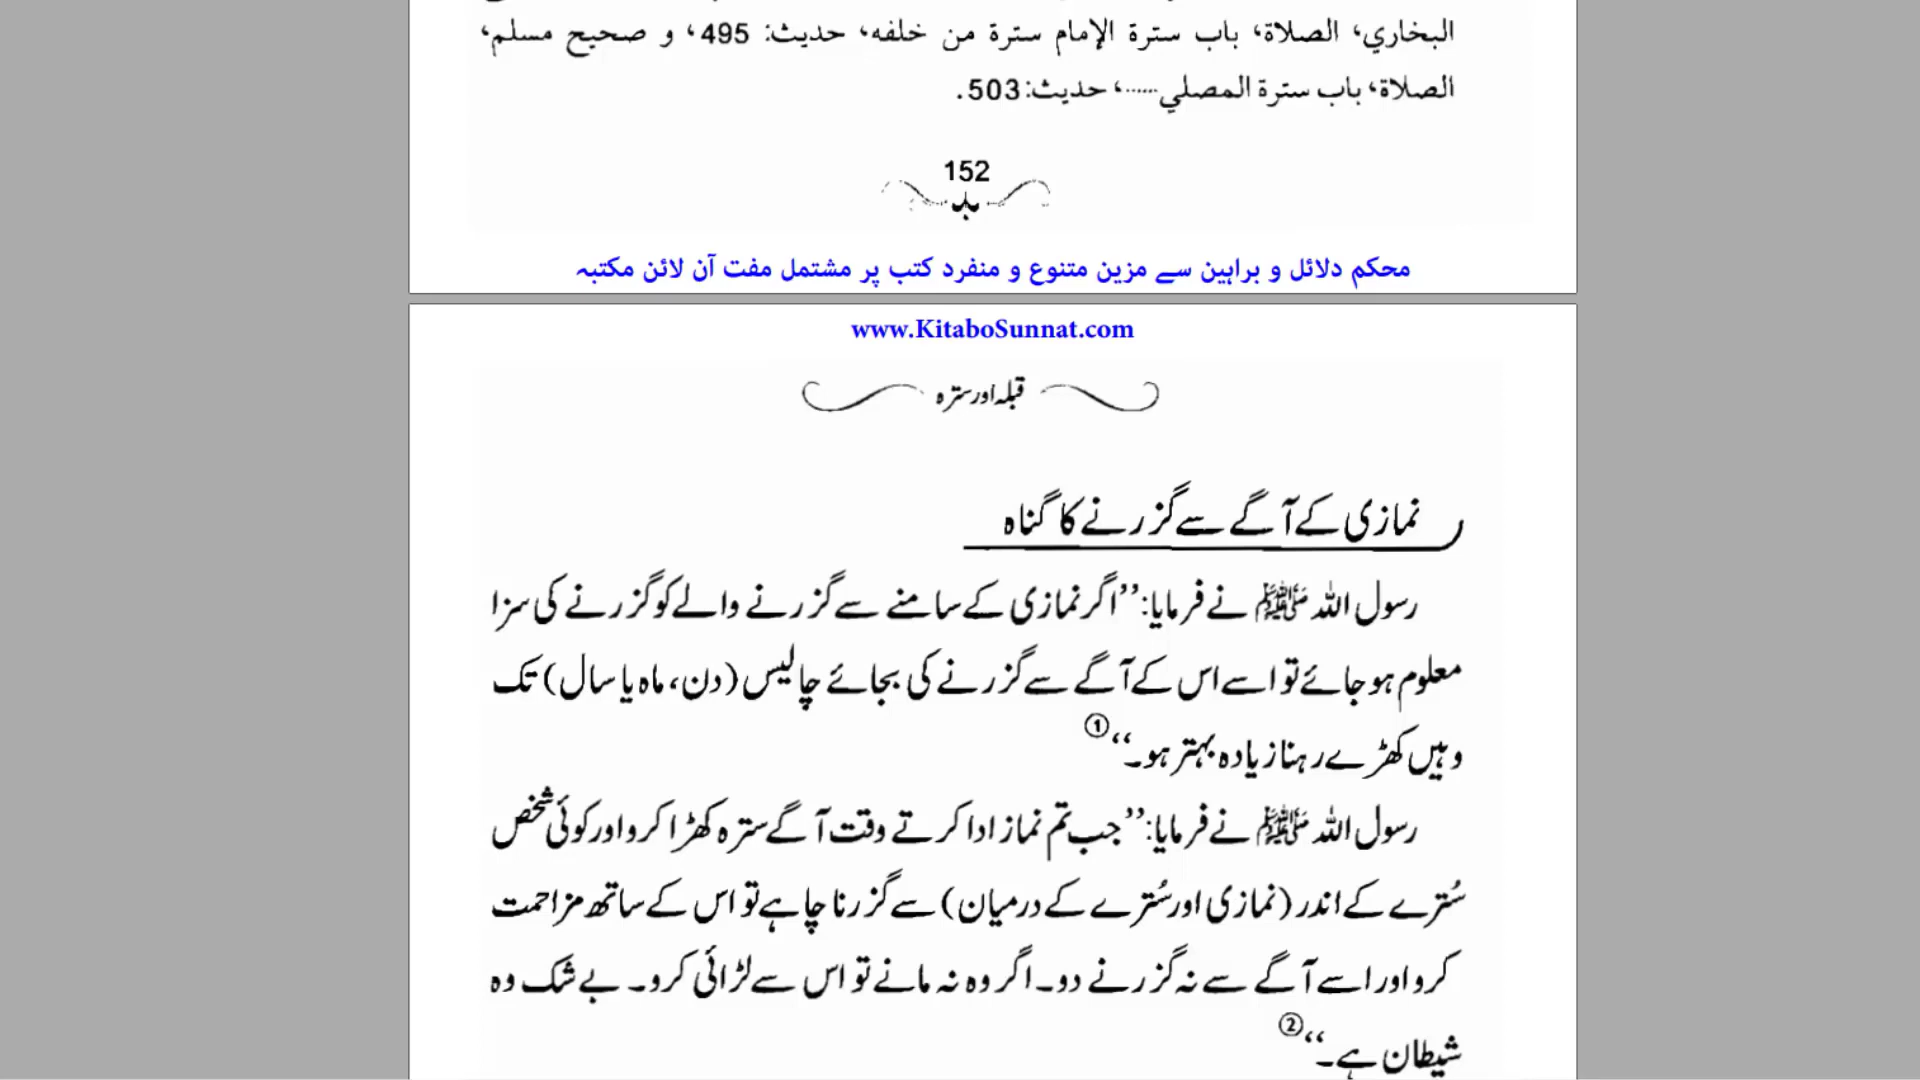 البخاري، الصلاة، باب سترة الإمام سترة من خلفه، حديث: 495، و صحيح مسلم،
الصلاة، باب سترة المصلي......، حديث: 503.
152
محکم دلائل و براہین سے مزین متنوع و منفرد کتب پر مشتمل مفت آن لائن مکتبہ
www.KitaboSunnat.com
قبلہ اور سترہ
نمازی کے آگے سے گزرنے کا گناہ
رسول اللہ ﷺ نے فرمایا: ’’اگر نمازی کے سامنے سے گزرنے والے کو گزرنے کی سزا
معلوم ہو جائے تو اسے اس کے آگے سے گزرنے کی بجائے چالیس (دن، ماہ یا سال) تک
وہیں کھڑے رہنا زیادہ بہتر ہو۔‘‘ ①
رسول اللہ ﷺ نے فرمایا: ’’جب تم نماز ادا کرتے وقت آگے سترہ کھڑا کرو اور کوئی شخص
سُترے کے اندر (نمازی اور سُترے کے درمیان) سے گزرنا چاہے تو اس کے ساتھ مزاحمت
کرو اور اسے آگے سے نہ گزرنے دو۔ اگر وہ نہ مانے تو اس سے لڑائی کرو۔ بے شک وہ
شیطان ہے۔‘‘ ②